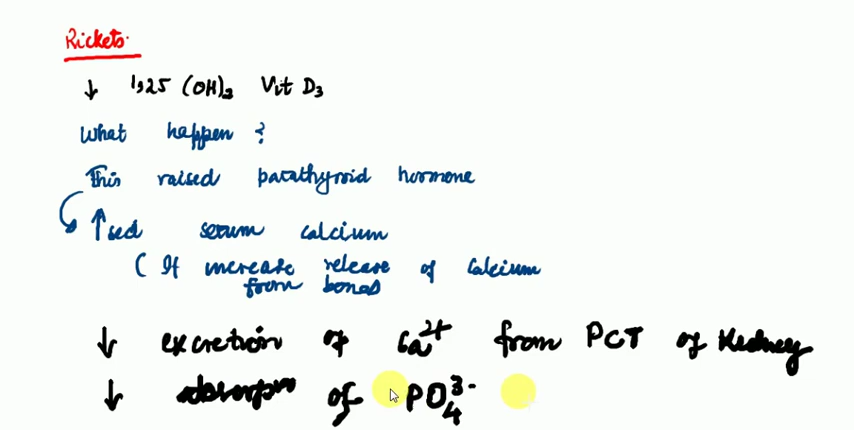 Rickets.
↓ 1,25 (OH)2 Vit D3
What happen ?
This raised parathyroid hormone
↑sed serum calcium
( It increase release of calcium
from bones
↓ excretion of Ca2+ from PCT of Kidney
↓ of PO4 3-